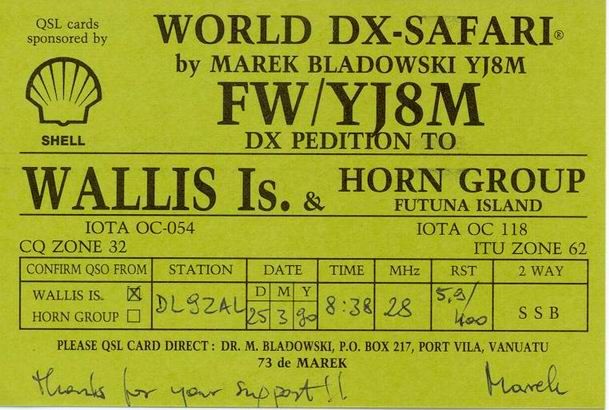 QSL cards
sponsored by
SHELL
WORLD DX-SAFARI®
by MAREK BLADOWSKI YJ8M
FW/YJ8M
DX PEDITION TO
WALLIS Is. & HORN GROUP
FUTUNA ISLAND
IOTA OC-054 IOTA OC 118
CQ ZONE 32 ITU ZONE 62
CONFIRM QSO FROM STATION DATE TIME MHz RST 2 WAY
D M Y
WALLIS IS. ☒ DL9ZAL 25 3 90 8:38 28 5,9/ SSB
HORN GROUP ☐
PLEASE QSL CARD DIRECT : DR. M. BLADOWSKI, P.O. BOX 217, PORT VILA, VANUATU
73 de MAREK
Thanks for your support!! Marek